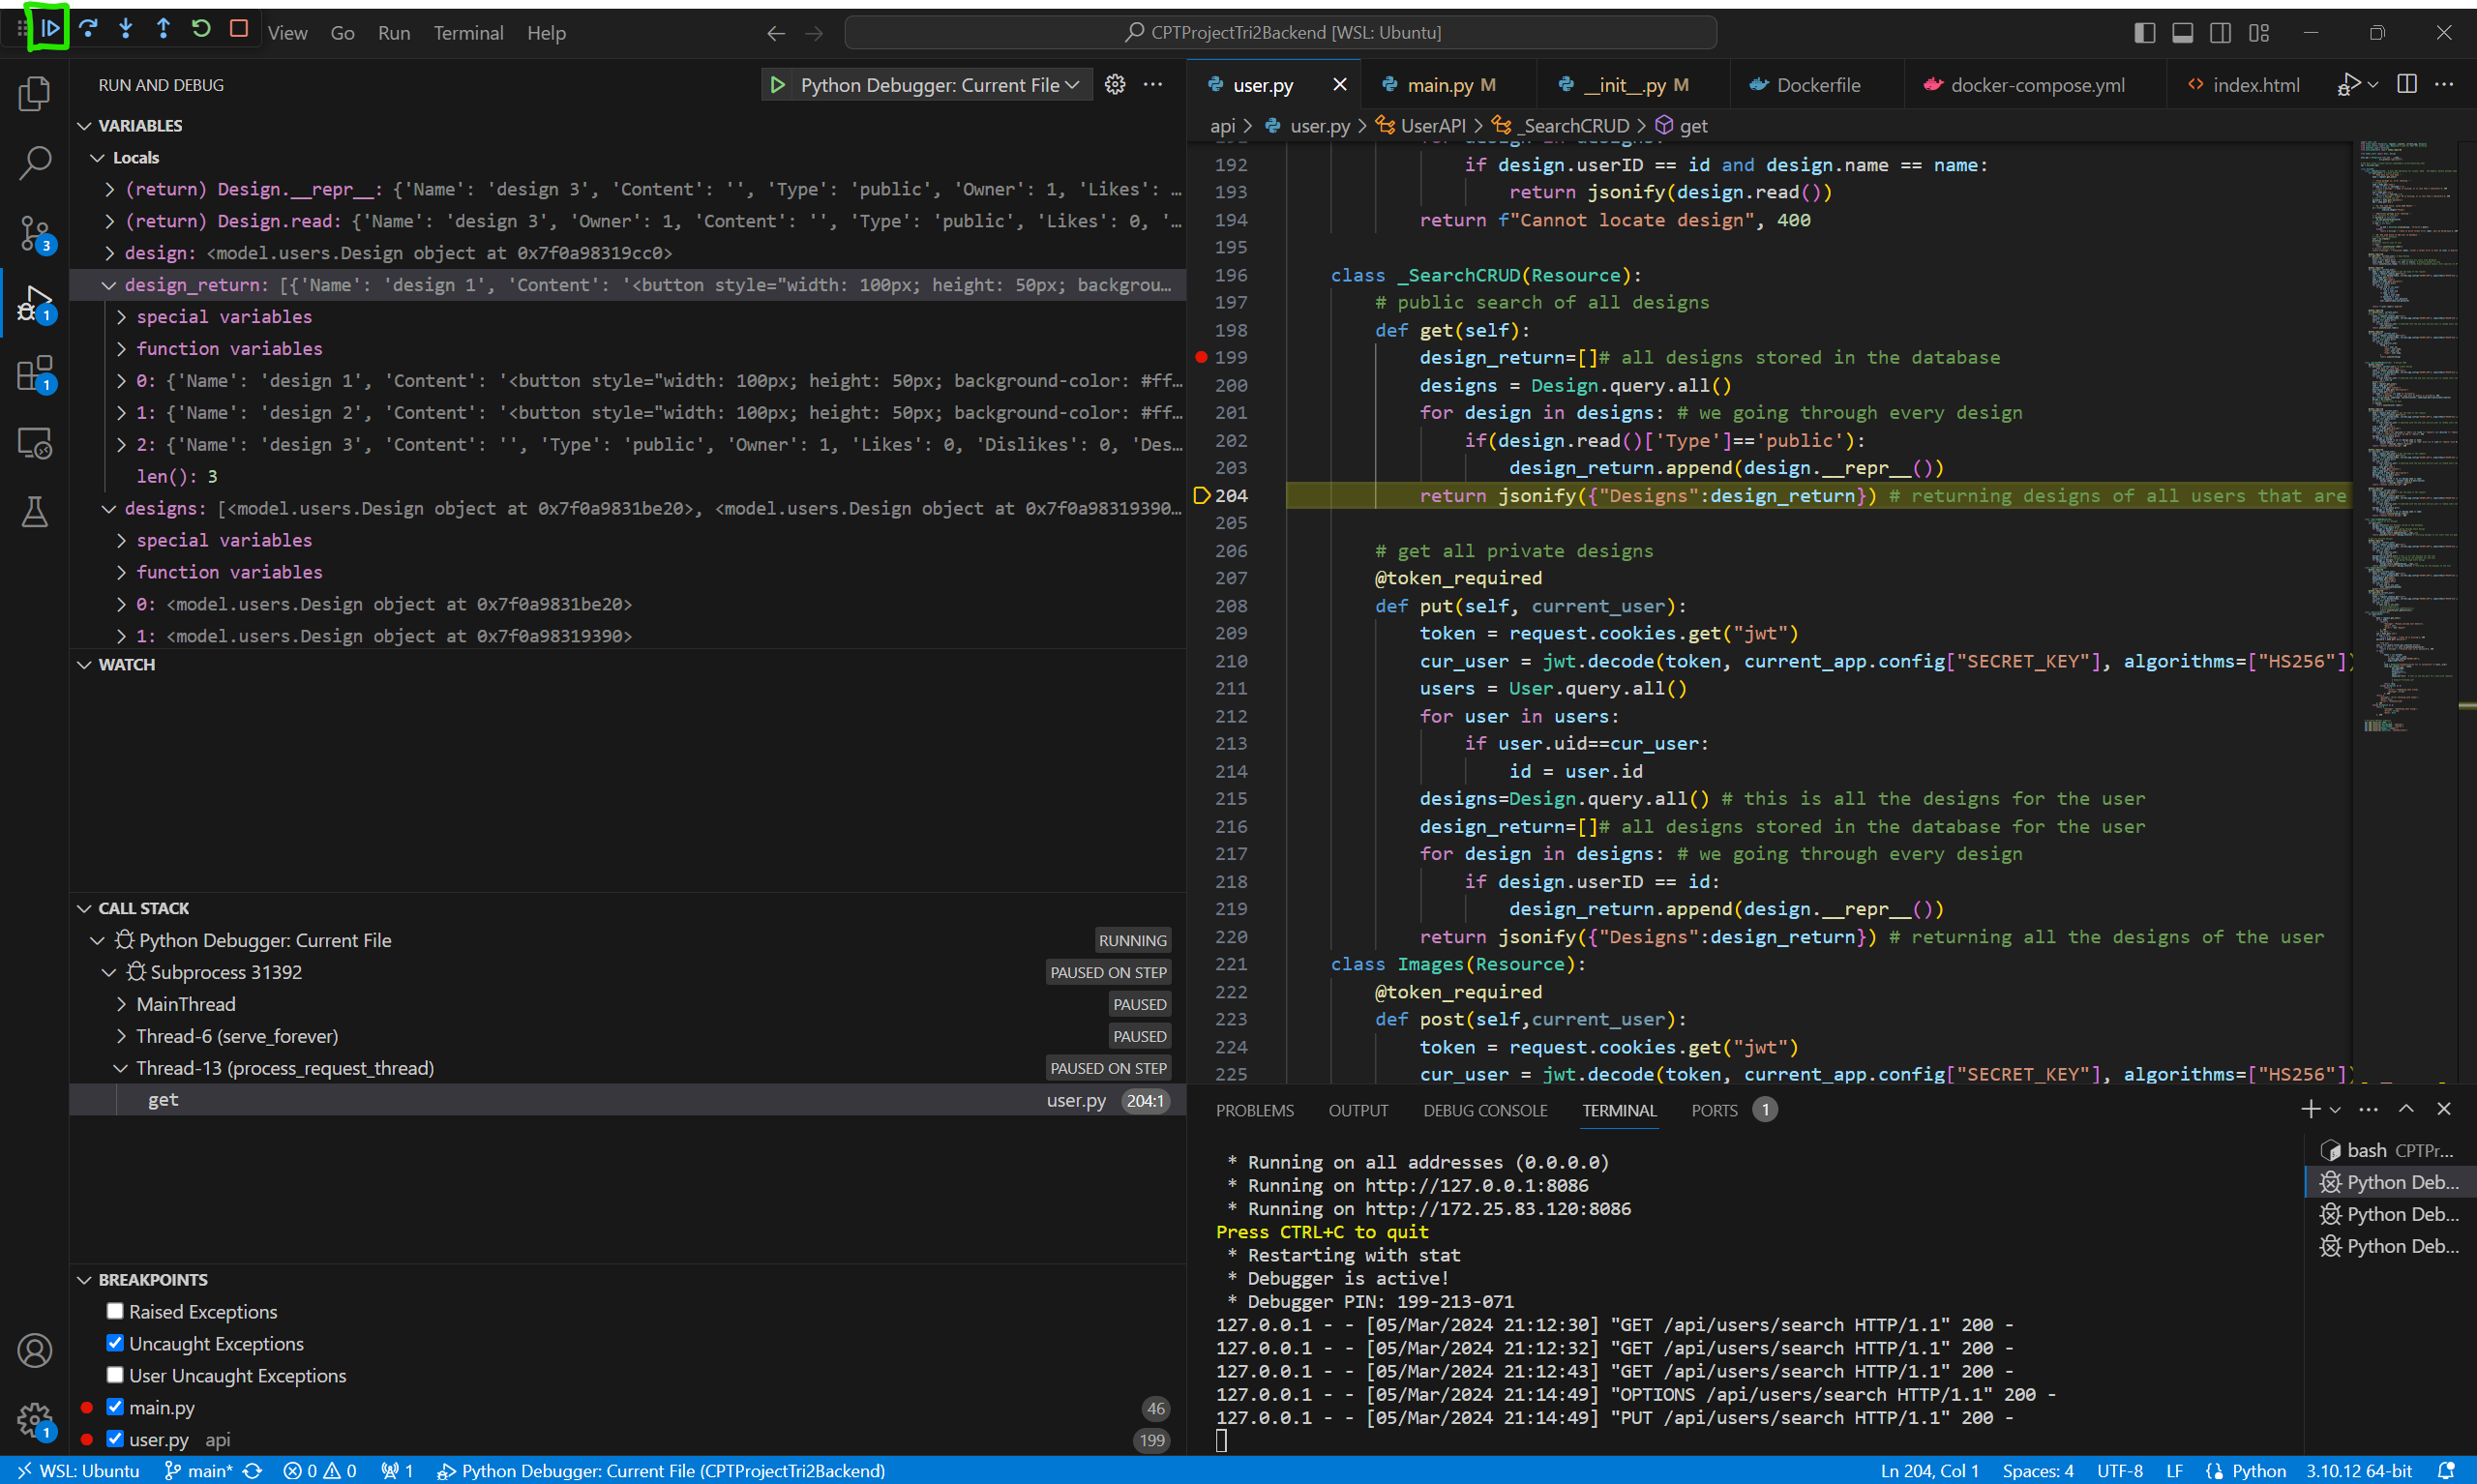 View Go Run Terminal Help
CPTProjectTri2Backend [WSL: Ubuntu]
RUN AND DEBUG
Python Debugger: Current File
VARIABLES
Locals
(return) Design.__repr__: {'Name': 'design 3', 'Content': '', 'Type': 'public', 'Owner': 1, 'Likes': …
(return) Design.read: {'Name': 'design 3', 'Owner': 1, 'Content': '', 'Type': 'public', 'Likes': 0, '…
design: <model.users.Design object at 0x7f0a98319cc0>
design_return: [{'Name': 'design 1', 'Content': '<button style="width: 100px; height: 50px; backgrou…
special variables
function variables
0: {'Name': 'design 1', 'Content': '<button style="width: 100px; height: 50px; background-color: #ff…
1: {'Name': 'design 2', 'Content': '<button style="width: 100px; height: 50px; background-color: #ff…
2: {'Name': 'design 3', 'Content': '', 'Type': 'public', 'Owner': 1, 'Likes': 0, 'Dislikes': 0, 'Des…
len(): 3
designs: [<model.users.Design object at 0x7f0a9831be20>, <model.users.Design object at 0x7f0a98319390…
special variables
function variables
0: <model.users.Design object at 0x7f0a9831be20>
1: <model.users.Design object at 0x7f0a98319390>
WATCH
CALL STACK
Python Debugger: Current File RUNNING
Subprocess 31392 PAUSED ON STEP
MainThread PAUSED
Thread-6 (serve_forever) PAUSED
Thread-13 (process_request_thread) PAUSED ON STEP
get user.py 204:1
BREAKPOINTS
Raised Exceptions
Uncaught Exceptions
User Uncaught Exceptions
main.py 46
user.py api 199
3
1
1
1
user.py main.py M __init__.py M Dockerfile docker-compose.yml index.html
api > user.py > UserAPI > _SearchCRUD > get
192 if design.userID == id and design.name == name:
193 return jsonify(design.read())
194 return f"Cannot locate design", 400
195
196 class _SearchCRUD(Resource):
197 # public search of all designs
198 def get(self):
199 design_return=[]# all designs stored in the database
200 designs = Design.query.all()
201 for design in designs: # we going through every design
202 if(design.read()['Type']=='public'):
203 design_return.append(design.__repr__())
204 return jsonify({"Designs":design_return}) # returning designs of all users that are
205
206 # get all private designs
207 @token_required
208 def put(self, current_user):
209 token = request.cookies.get("jwt")
210 cur_user = jwt.decode(token, current_app.config["SECRET_KEY"], algorithms=["HS256"])
211 users = User.query.all()
212 for user in users:
213 if user.uid==cur_user:
214 id = user.id
215 designs=Design.query.all() # this is all the designs for the user
216 design_return=[]# all designs stored in the database for the user
217 for design in designs: # we going through every design
218 if design.userID == id:
219 design_return.append(design.__repr__())
220 return jsonify({"Designs":design_return}) # returning all the designs of the user
221 class Images(Resource):
222 @token_required
223 def post(self,current_user):
224 token = request.cookies.get("jwt")
225 cur_user = jwt.decode(token, current_app.config["SECRET_KEY"], algorithms=["HS256"])
PROBLEMS OUTPUT DEBUG CONSOLE TERMINAL PORTS 1
* Running on all addresses (0.0.0.0)
* Running on http://127.0.0.1:8086
* Running on http://172.25.83.120:8086
Press CTRL+C to quit
* Restarting with stat
* Debugger is active!
* Debugger PIN: 199-213-071
127.0.0.1 - - [05/Mar/2024 21:12:30] "GET /api/users/search HTTP/1.1" 200 -
127.0.0.1 - - [05/Mar/2024 21:12:32] "GET /api/users/search HTTP/1.1" 200 -
127.0.0.1 - - [05/Mar/2024 21:12:43] "GET /api/users/search HTTP/1.1" 200 -
127.0.0.1 - - [05/Mar/2024 21:14:49] "OPTIONS /api/users/search HTTP/1.1" 200 -
127.0.0.1 - - [05/Mar/2024 21:14:49] "PUT /api/users/search HTTP/1.1" 200 -
bash CPTPr…
Python Deb…
Python Deb…
Python Deb…
WSL: Ubuntu main* 0 0 1 Python Debugger: Current File (CPTProjectTri2Backend) Ln 204, Col 1 Spaces: 4 UTF-8 LF Python 3.10.12 64-bit